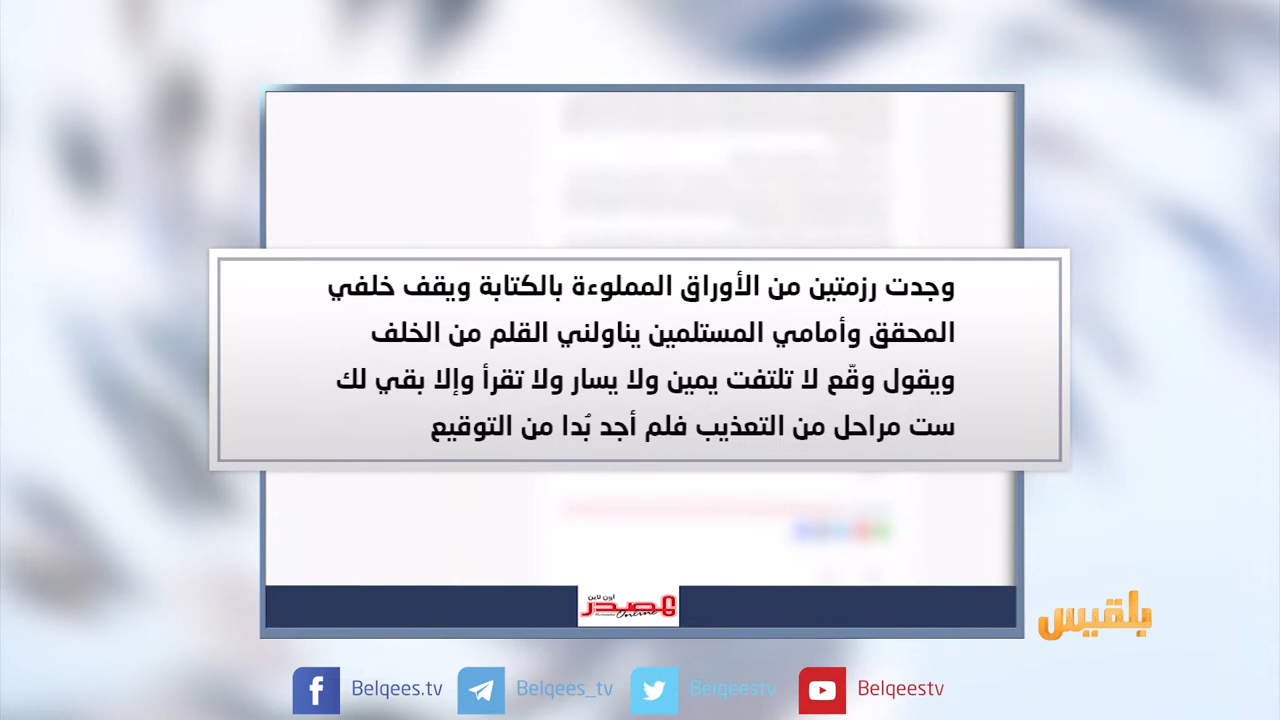 وجدت رزمتين من الأوراق المملوءة بالكتابة ويقف خلفي
المحقق وأمامي المستلمين يناولني القلم من الخلف
ويقول وقّع لا تلتفت يمين ولا يسار ولا تقرأ وإلا بقي لك
ست مراحل من التعذيب فلم أجد بُدا من التوقيع
اون لاين
مصدر
Online
بلقيس
Belqees.tv
Belqees_tv
Belqeestv
Belqeestv